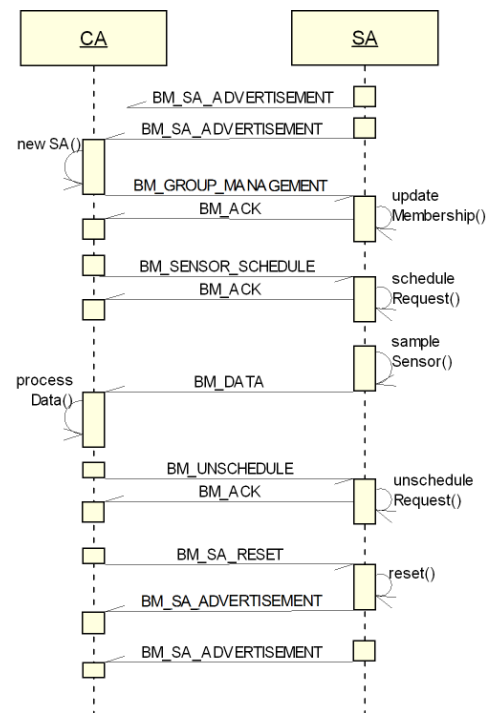 CA
SA
BM_SA_ADVERTISEMENT
BM_SA_ADVERTISEMENT
new SA()
BM_GROUP_MANAGEMENT
update
Membership()
BM_ACK
BM_SENSOR_SCHEDULE
schedule
Request()
BM_ACK
sample
Sensor()
process
Data()
BM_DATA
BM_UNSCHEDULE
unschedule
Request()
BM_ACK
BM_SA_RESET
reset()
BM_SA_ADVERTISEMENT
BM_SA_ADVERTISEMENT